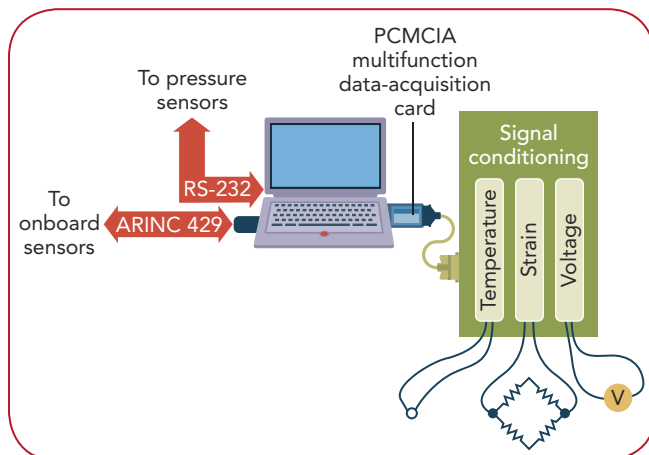 PCMCIA
multifunction
data-acquisition
card
To pressure
sensors
Signal
conditioning
RS-232
To
onboard
sensors
ARINC 429
Temperature
Strain
Voltage
V